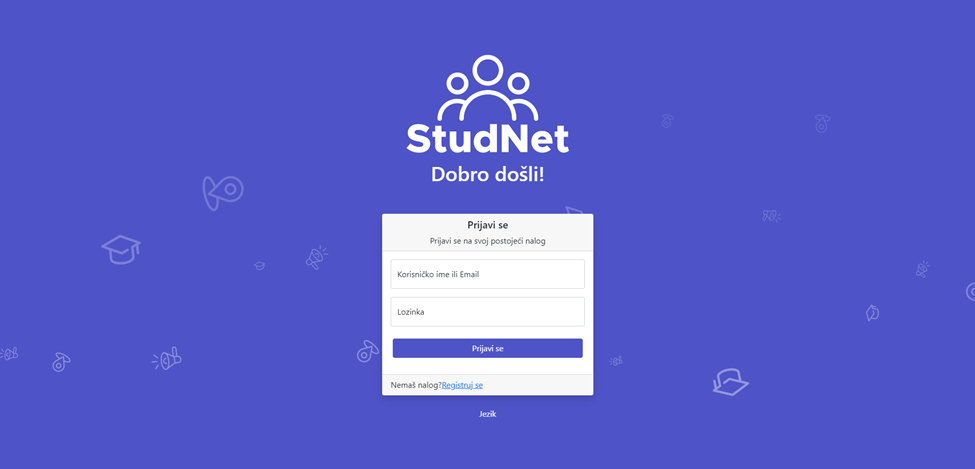 StudNet
Dobro došli!
Prijavi se
Prijavi se na svoj postojeći nalog
Korisničko ime ili Email
Lozinka
Prijavi se
Nemaš nalog?Registruj se
Jezik